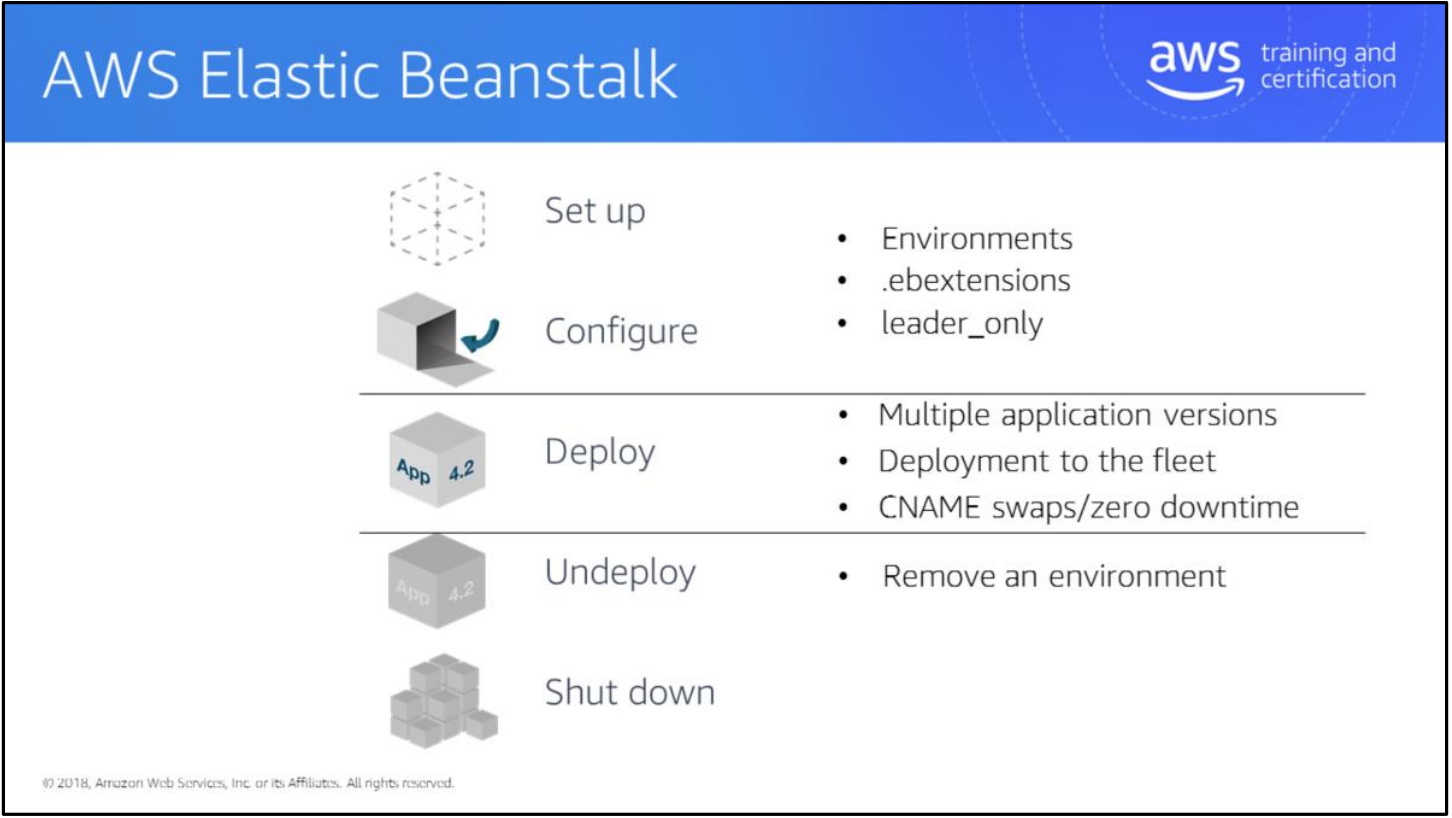 AWS Elastic Beanstalk
aws training and
certification
Set up
• Environments
• .ebextensions
• leader_only
Configure
• Multiple application versions
• Deployment to the fleet
• CNAME swaps/zero downtime
Deploy
App 4.2
Undeploy
App 4.2
• Remove an environment
Shut down
© 2018, Amazon Web Services, Inc. or its Affiliates. All rights reserved.